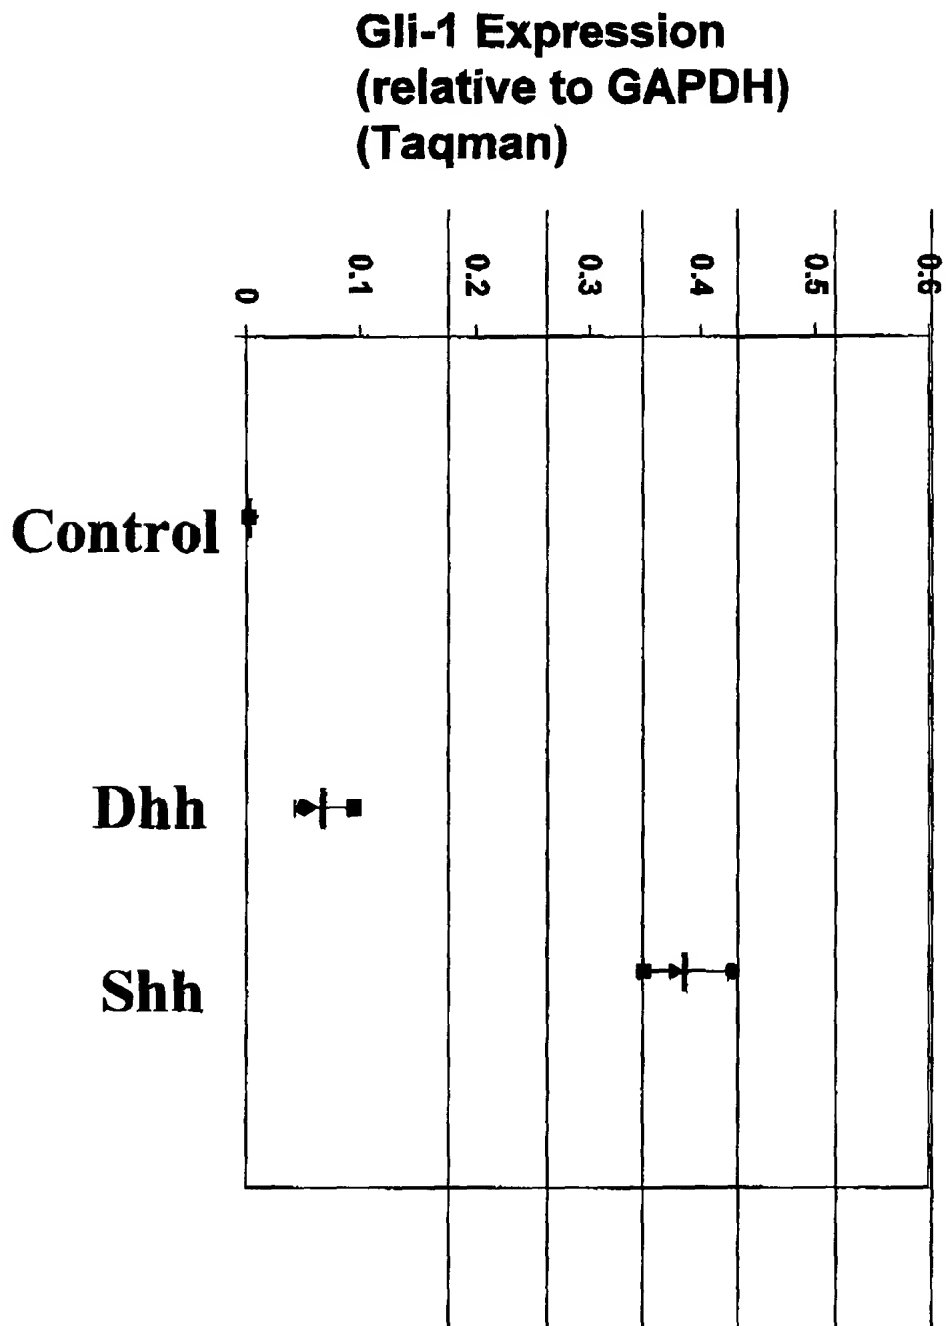 Gli-1 Expression
(relative to GAPDH)
(Taqman)
0
0.1
0.2
0.3
0.4
0.5
0.6
Control
Dhh
Shh